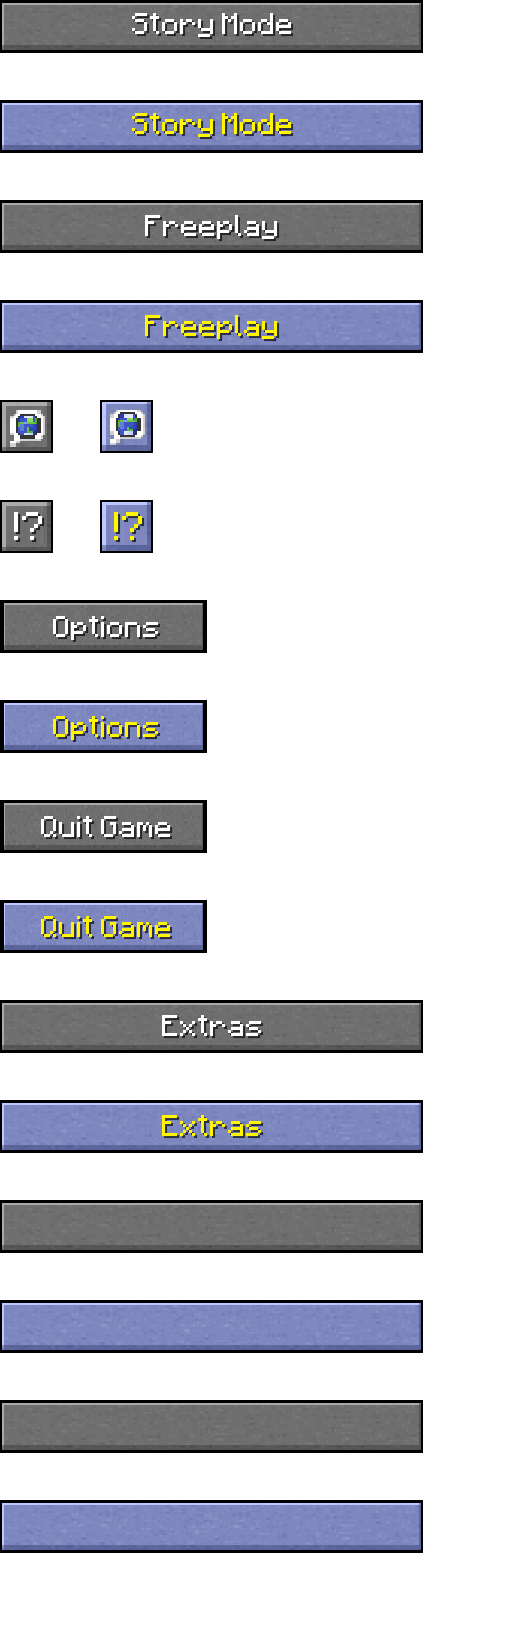 Story Mode
Story Mode
Freeplay
Freeplay
!?
!?
Options
Options
Quit Game
Quit Game
Extras
Extras